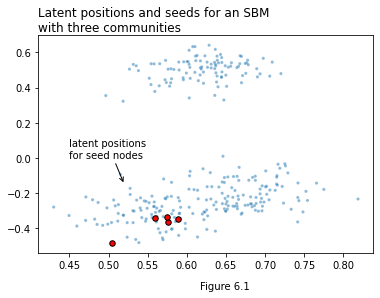 Latent positions and seeds for an SBM
with three communities
0.6
0.4
0.2
0.0
−0.2
−0.4
latent positions
for seed nodes
0.45 0.50 0.55 0.60 0.65 0.70 0.75 0.80
Figure 6.1